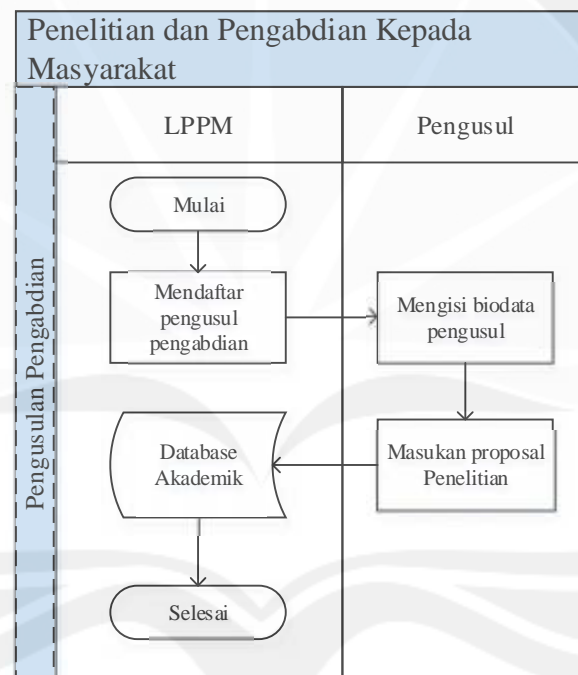 Penelitian dan Pengabdian Kepada
Masyarakat
Pengusulan Pengabdian
LPPM
Pengusul
Mulai
Mendaftar
pengusul
pengabdian
Mengisi biodata
pengusul
Masukan proposal
Penelitian
Database
Akademik
Selesai